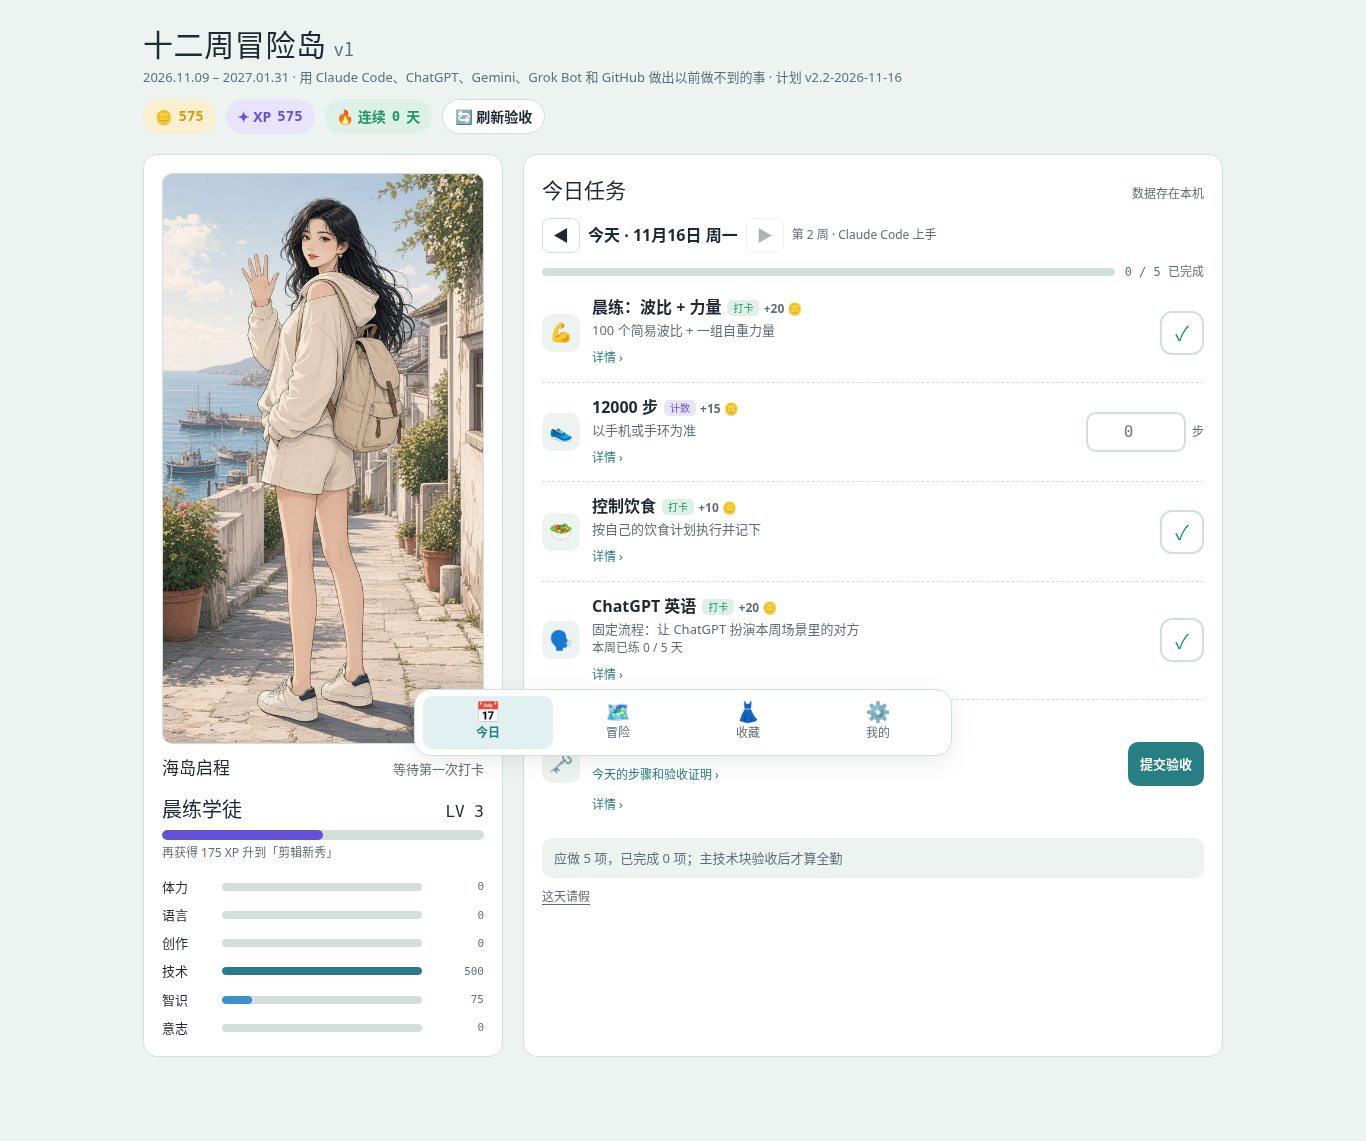 十二周冒险岛 v1
2026.11.09 – 2027.01.31 · 用 Claude Code、ChatGPT、Gemini、Grok Bot 和 GitHub 做出以前做不到的事 · 计划 v2.2-2026-11-16
575
XP 575
连续 0 天
刷新验收
海岛启程
等待第一次打卡
晨练学徒
LV 3
再获得 175 XP 升到「剪辑新秀」
体力 0
语言 0
创作 0
技术 500
智识 75
意志 0
今日任务
数据存在本机
◀ 今天 · 11月16日 周一 ▶ 第 2 周 · Claude Code 上手
0 / 5 已完成
晨练：波比 + 力量 打卡 +20
100 个简易波比 + 一组自重力量
详情 ›
✓
12000 步 计数 +15
以手机或手环为准
详情 ›
0 步
控制饮食 打卡 +10
按自己的饮食计划执行并记下
详情 ›
✓
ChatGPT 英语 打卡 +20
固定流程：让 ChatGPT 扮演本周场景里的对方
本周已练 0 / 5 天
详情 ›
✓
今天的步骤和验收证明 ›
详情 ›
提交验收
应做 5 项，已完成 0 项；主技术块验收后才算全勤
这天请假
今日
冒险
收藏
我的